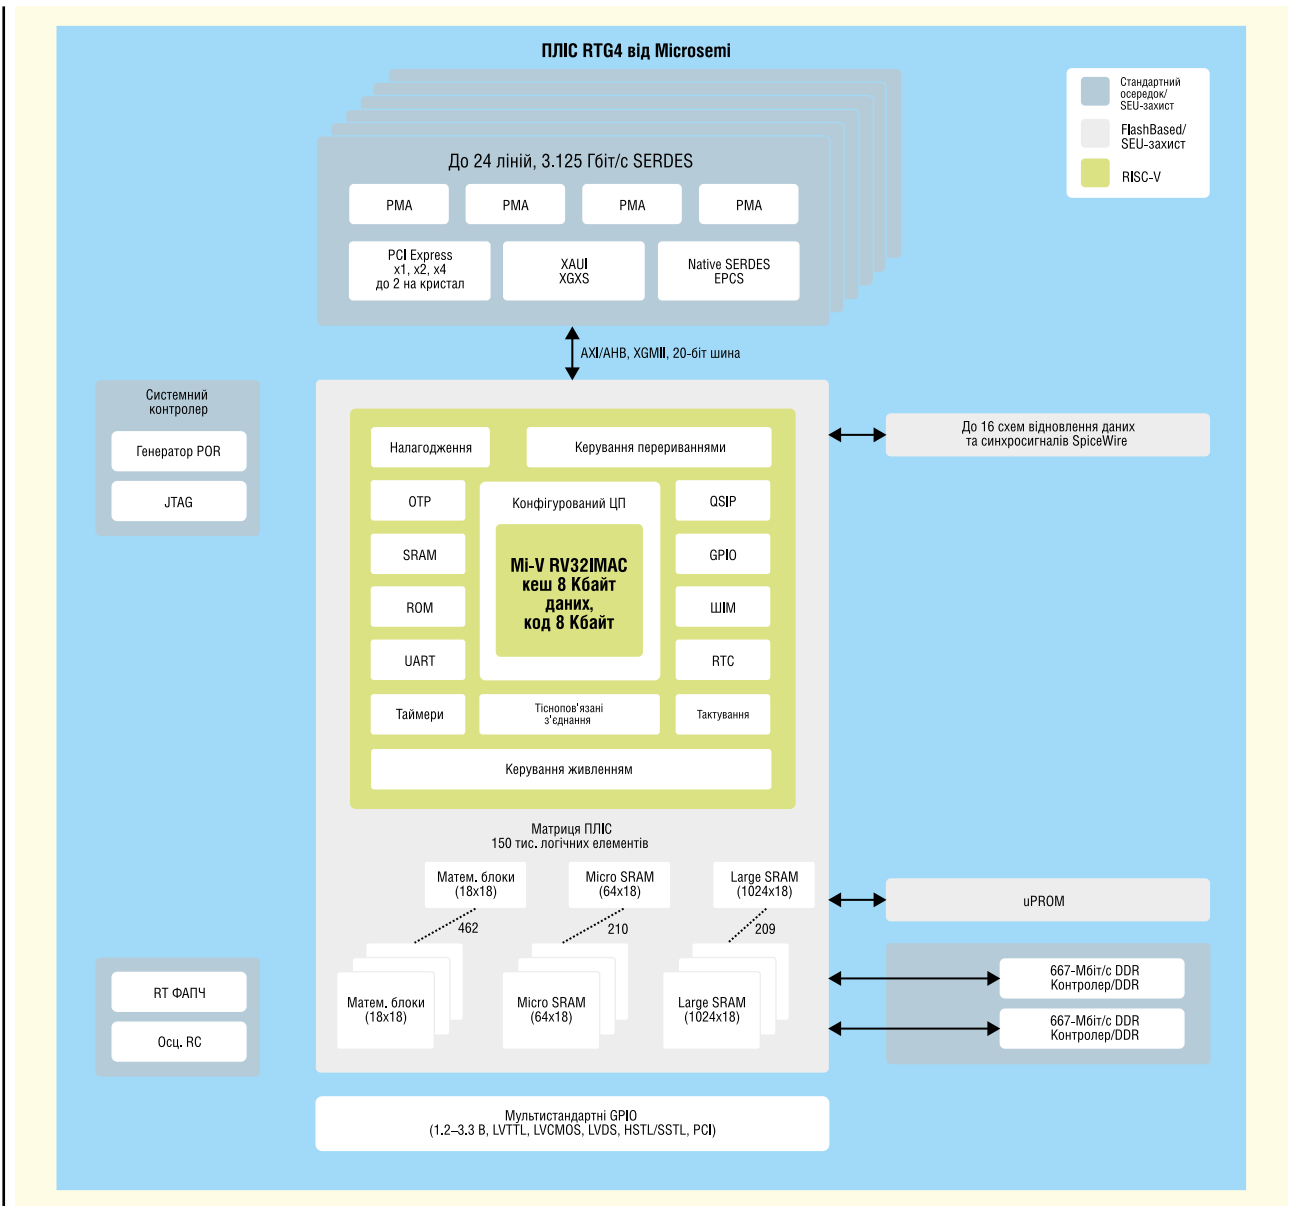 ПЛІС RTG4 від Microsemi
Стандартний
осередок/
SEU-захист
FlashBased/
SEU-захист
RISC-V
До 24 ліній, 3.125 Гбіт/с SERDES
PMA
PMA
PMA
PMA
PCI Express
x1, x2, x4
до 2 на кристал
XAUI
XGXS
Native SERDES
EPCS
AXI/AHB, XGMII, 20-біт шина
Системний
контролер
Генератор POR
JTAG
До 16 схем відновлення даних
та синхросигналів SpiceWire
Налагодження
Керування перериваннями
OTP
SRAM
ROM
UART
Таймери
Конфігурований ЦП
Mi-V RV32IMAC
кеш 8 Кбайт
даних,
код 8 Кбайт
QSIP
GPIO
ШІМ
RTC
Тіснопов'язані
з'єднання
Тактування
Керування живленням
Матриця ПЛІС
150 тис. логічних елементів
Матем. блоки
(18x18)
Micro SRAM
(64x18)
Large SRAM
(1024x18)
462
210
209
Матем. блоки
(18x18)
Micro SRAM
(64x18)
Large SRAM
(1024x18)
uPROM
RT ФАПЧ
Осц. RC
667-Мбіт/с DDR
Контролер/DDR
667-Мбіт/с DDR
Контролер/DDR
Мультистандартні GPIO
(1.2–3.3 В, LVTTL, LVCMOS, LVDS, HSTL/SSTL, PCI)